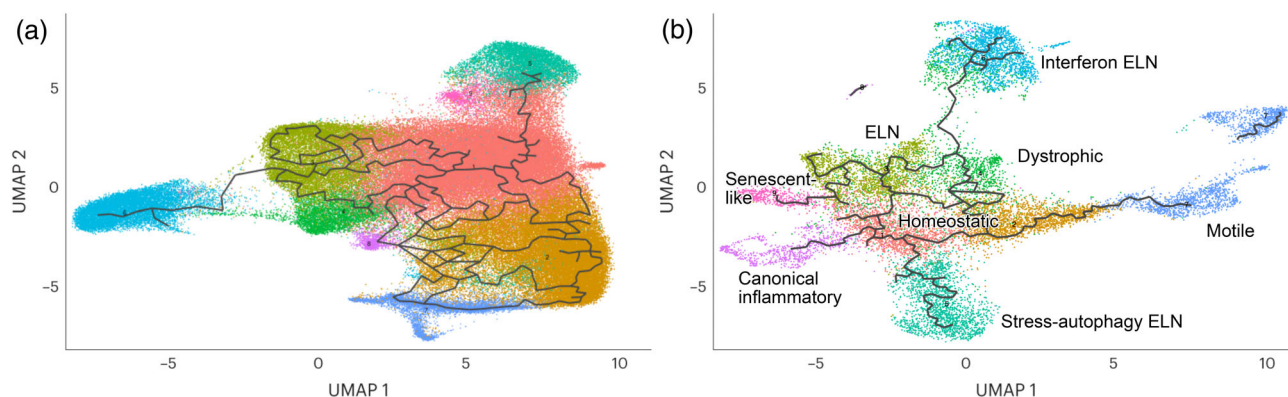 (a)
UMAP 2
5
0
−5
−5
0
5
10
UMAP 1
(b)
UMAP 2
5
0
−5
Interferon ELN
ELN
Dystrophic
Senescent-
like
Homeostatic
Motile
Canonical
inflammatory
Stress-autophagy ELN
−5
0
5
10
UMAP 1